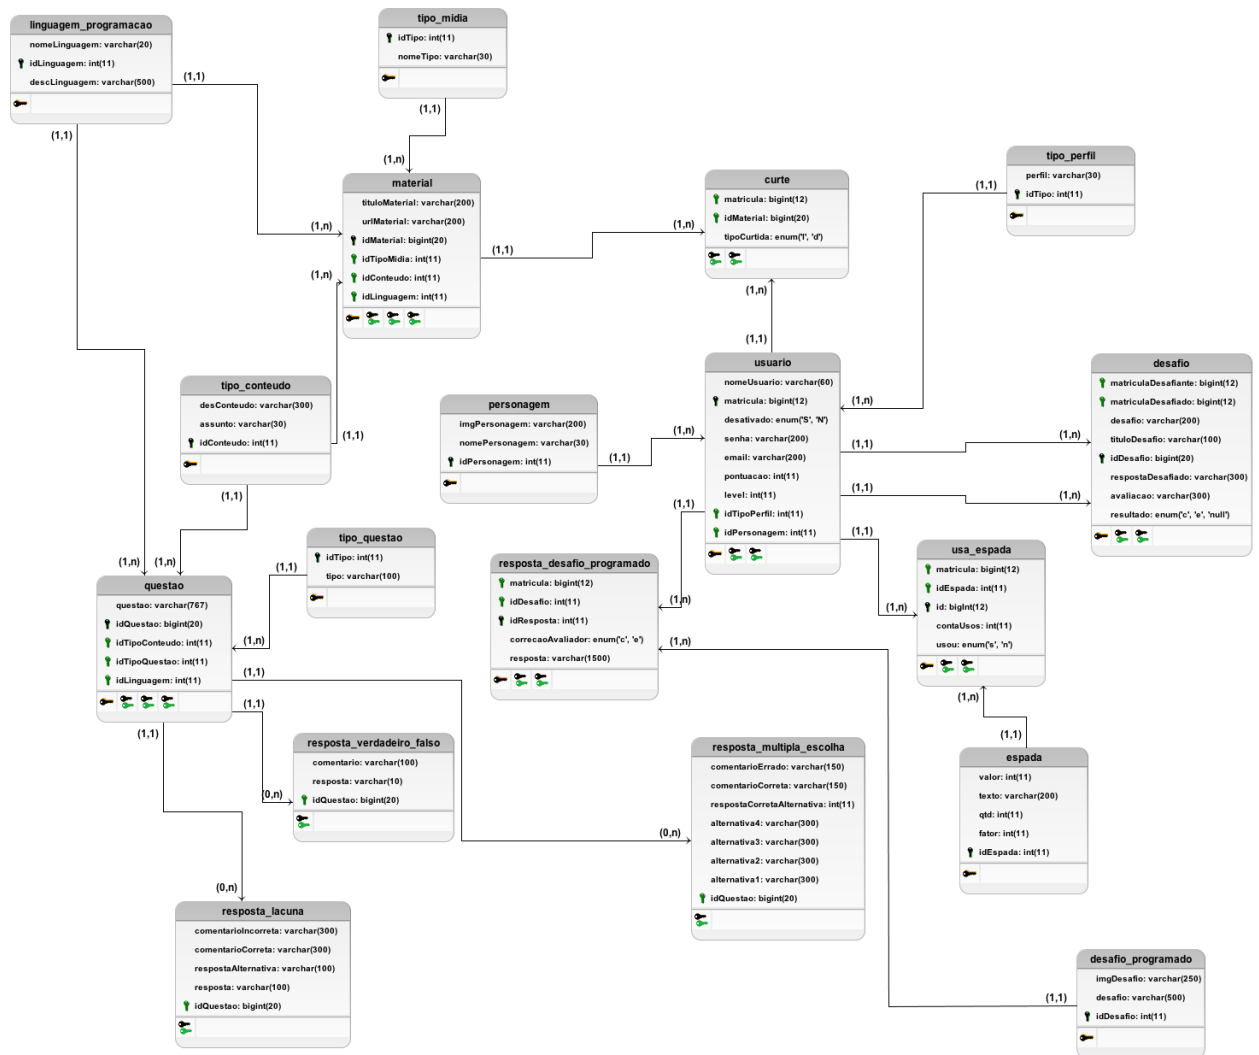 linguagem_programacao
nomeLinguagem: varchar(20)
idLinguagem: int(11)
descLinguagem: varchar(500)
(1,1)
(1,1)
tipo_midia
idTipo: int(11)
nomeTipo: varchar(30)
(1,1)
(1,n)
material
tituloMaterial: varchar(200)
urlMaterial: varchar(200)
idMaterial: bigint(20)
idTipoMidia: int(11)
idConteudo: int(11)
idLinguagem: int(11)
(1,n)
(1,n)
(1,1)
curte
matricula: bigint(12)
idMaterial: bigint(20)
tipoCurtida: enum('l', 'd')
(1,n)
(1,n)
(1,1)
tipo_perfil
perfil: varchar(30)
idTipo: int(11)
(1,1)
usuario
nomeUsuario: varchar(60)
matricula: bigint(12)
desativado: enum('S', 'N')
senha: varchar(200)
email: varchar(200)
pontuacao: int(11)
level: int(11)
idTipoPerfil: int(11)
idPersonagem: int(11)
(1,n)
(1,1)
(1,1)
(1,1)
(1,n)
(1,1)
desafio
matriculaDesafiante: bigint(12)
matriculaDesafiado: bigint(12)
desafio: varchar(200)
tituloDesafio: varchar(100)
idDesafio: bigint(20)
respostaDesafiado: varchar(300)
avaliacao: varchar(300)
resultado: enum('c', 'e', 'null')
(1,n)
(1,n)
tipo_conteudo
desConteudo: varchar(300)
assunto: varchar(30)
idConteudo: int(11)
(1,1)
(1,1)
personagem
imgPersonagem: varchar(200)
nomePersonagem: varchar(30)
idPersonagem: int(11)
(1,1)
tipo_questao
idTipo: int(11)
tipo: varchar(100)
(1,1)
resposta_desafio_programado
matricula: bigint(12)
idDesafio: int(11)
idResposta: int(11)
correcaoAvaliador: enum('c', 'e')
resposta: varchar(1500)
(1,n)
(1,n)
usa_espada
matricula: bigint(12)
idEspada: int(11)
id: bigInt(12)
contaUsos: int(11)
usou: enum('s', 'n')
(1,n)
(1,n)
(1,1)
espada
valor: int(11)
texto: varchar(200)
qtd: int(11)
fator: int(11)
idEspada: int(11)
(1,n)
(1,n)
questao
questao: varchar(767)
idQuestao: bigint(20)
idTipoConteudo: int(11)
idTipoQuestao: int(11)
idLinguagem: int(11)
(1,n)
(1,1)
(1,1)
(1,1)
resposta_verdadeiro_falso
comentario: varchar(100)
resposta: varchar(10)
idQuestao: bigint(20)
(0,n)
resposta_multipla_escolha
comentarioErrado: varchar(150)
comentarioCorreta: varchar(150)
respostaCorretaAlternativa: int(11)
alternativa4: varchar(300)
alternativa3: varchar(300)
alternativa2: varchar(300)
alternativa1: varchar(300)
idQuestao: bigint(20)
(0,n)
(0,n)
resposta_lacuna
comentarioIncorreta: varchar(300)
comentarioCorreta: varchar(300)
respostaAlternativa: varchar(100)
resposta: varchar(100)
idQuestao: bigint(20)
desafio_programado
imgDesafio: varchar(250)
desafio: varchar(500)
idDesafio: int(11)
(1,1)